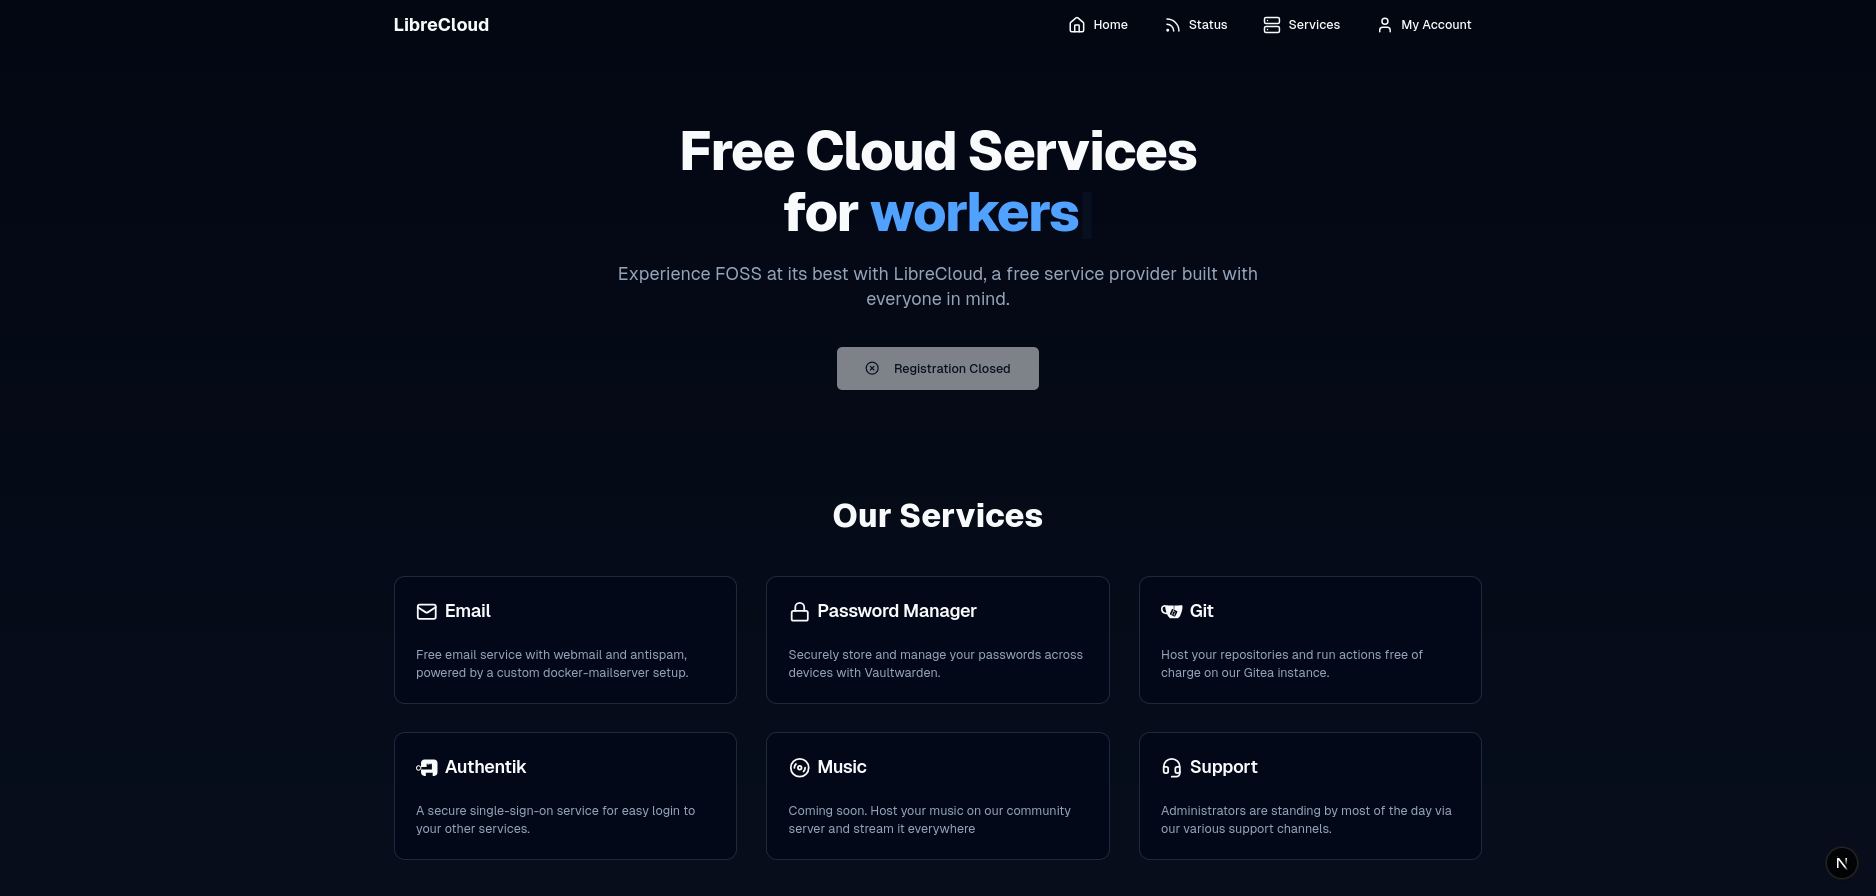 LibreCloud
Home
Status
Services
My Account
Free Cloud Services
for workers
Experience FOSS at its best with LibreCloud, a free service provider built with
everyone in mind.
Registration Closed
Our Services
Email
Free email service with webmail and antispam,
powered by a custom docker-mailserver setup.
Password Manager
Securely store and manage your passwords across
devices with Vaultwarden.
Git
Host your repositories and run actions free of
charge on our Gitea instance.
Authentik
A secure single-sign-on service for easy login to
your other services.
Music
Coming soon. Host your music on our community
server and stream it everywhere
Support
Administrators are standing by most of the day via
our various support channels.
N